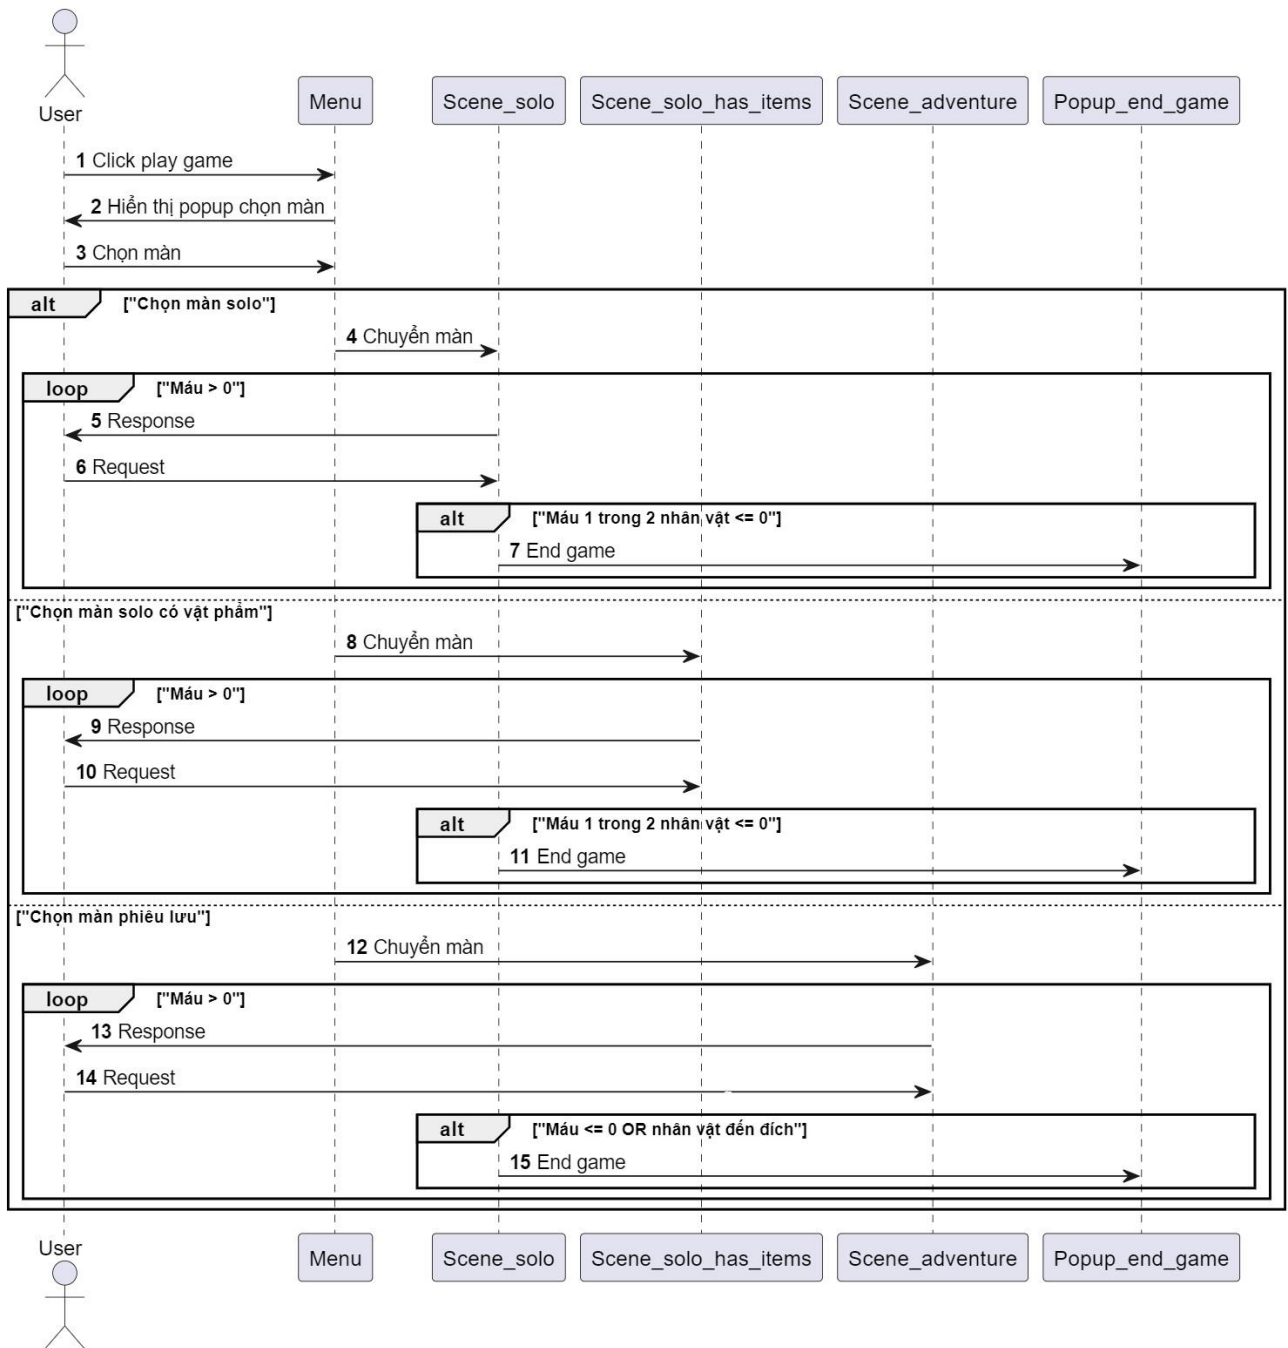 User
Menu
Scene_solo
Scene_solo_has_items
Scene_adventure
Popup_end_game
1 Click play game
2 Hiển thị popup chọn màn
3 Chọn màn
alt ["Chọn màn solo"]
4 Chuyển màn
loop ["Máu > 0"]
5 Response
6 Request
alt ["Máu 1 trong 2 nhân vật <= 0"]
7 End game
["Chọn màn solo có vật phẩm"]
8 Chuyển màn
loop ["Máu > 0"]
9 Response
10 Request
alt ["Máu 1 trong 2 nhân vật <= 0"]
11 End game
["Chọn màn phiêu lưu"]
12 Chuyển màn
loop ["Máu > 0"]
13 Response
14 Request
alt ["Máu <= 0 OR nhân vật đến đích"]
15 End game
User
Menu
Scene_solo
Scene_solo_has_items
Scene_adventure
Popup_end_game